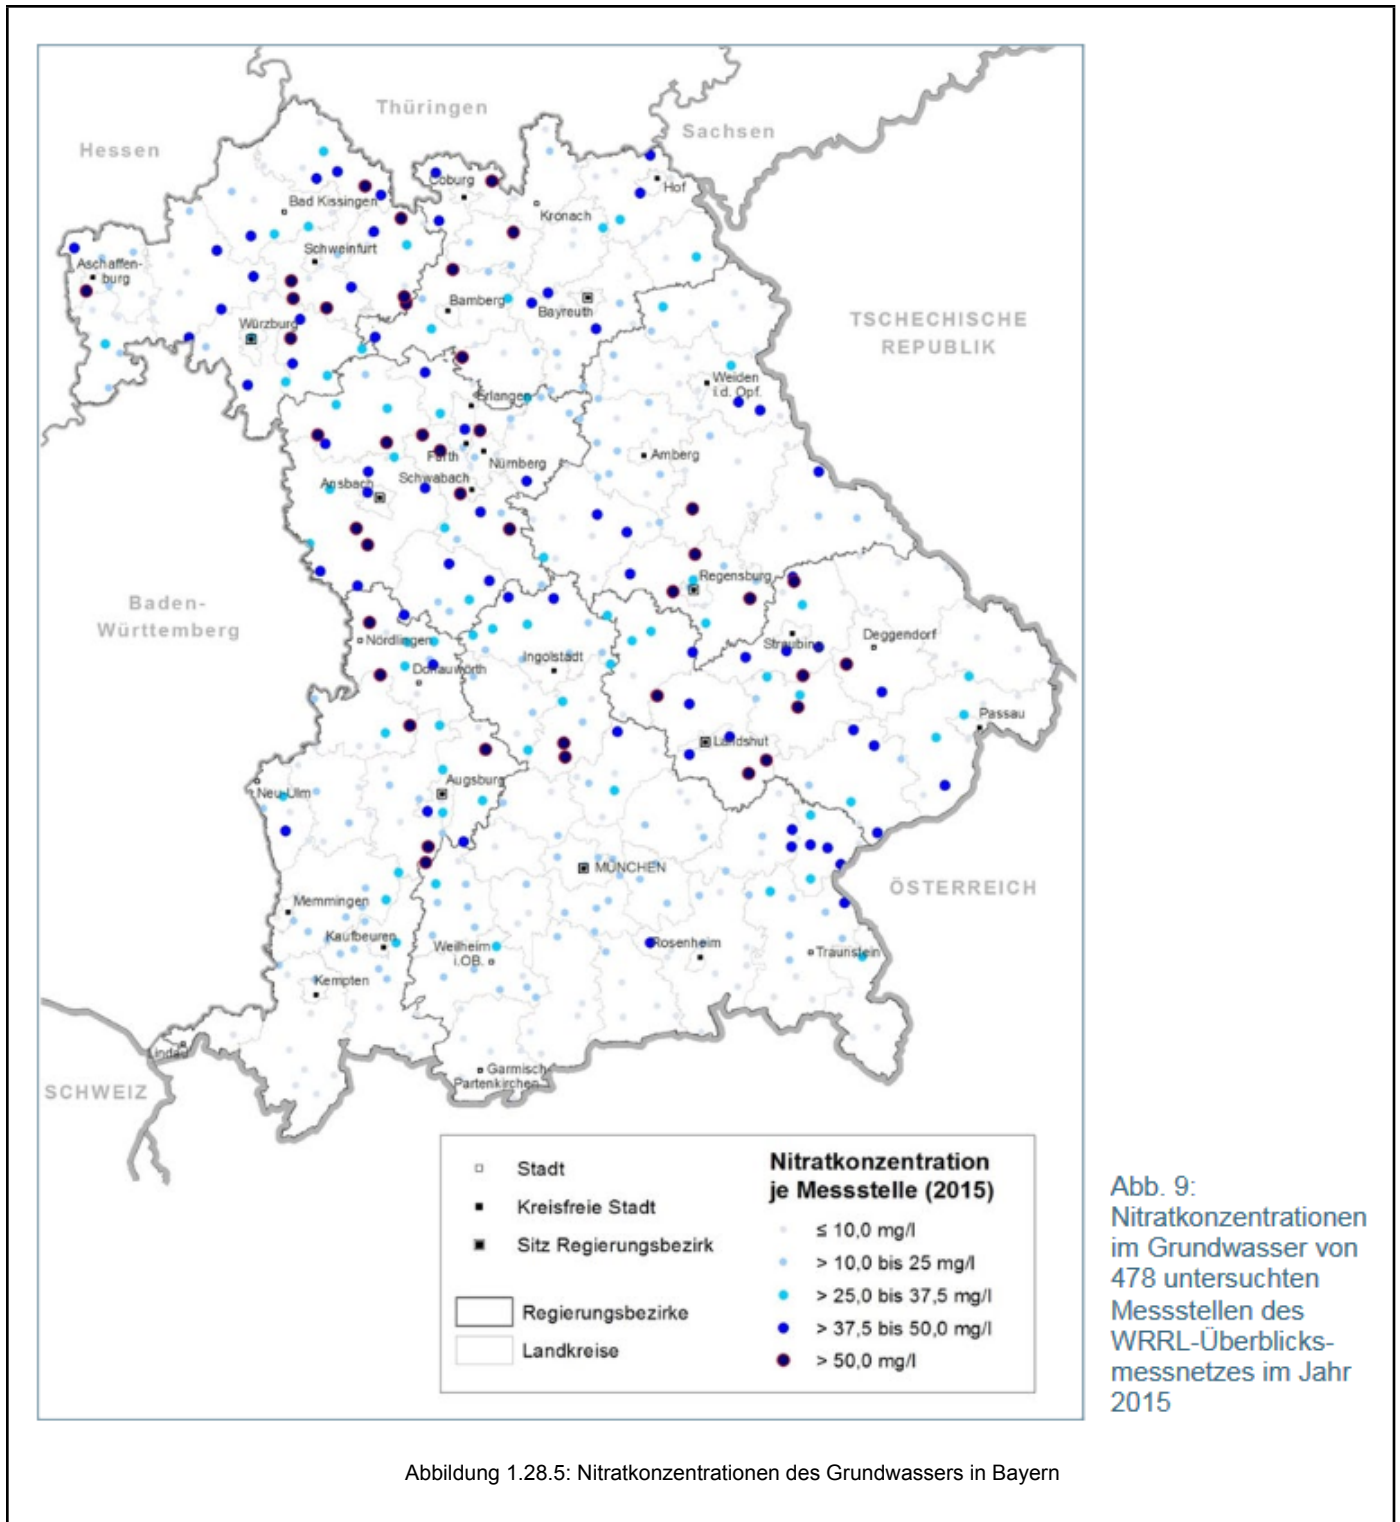 Thüringen
Sachsen
Hessen
Coburg
Hof
Bad Kissingen
Kronach
Schweinfurt
Aschaffen-
burg
Bamberg
Bayreuth
Würzburg
TSCHECHISCHE
REPUBLIK
Weiden
i.d. Opf.
Erlangen
Fürth
Nürnberg
Amberg
Ansbach
Schwabach
Regensburg
Baden-
Württemberg
Nördlingen
Straubing
Deggendorf
Ingolstadt
Donauwörth
Passau
Landshut
Augsburg
Neu-Ulm
MÜNCHEN
ÖSTERREICH
Memmingen
Kaufbeuren
Weilheim
i.OB.
Rosenheim
Traunstein
Kempten
Lindau
Garmisch-
Partenkirchen
SCHWEIZ
Stadt
Kreisfreie Stadt
Sitz Regierungsbezirk
Regierungsbezirke
Landkreise
Nitratkonzentration
je Messstelle (2015)
≤ 10,0 mg/l
> 10,0 bis 25 mg/l
> 25,0 bis 37,5 mg/l
> 37,5 bis 50,0 mg/l
> 50,0 mg/l
Abb. 9:
Nitratkonzentrationen
im Grundwasser von
478 untersuchten
Messstellen des
WRRL-Überblicks-
messnetzes im Jahr
2015
Abbildung 1.28.5: Nitratkonzentrationen des Grundwassers in Bayern